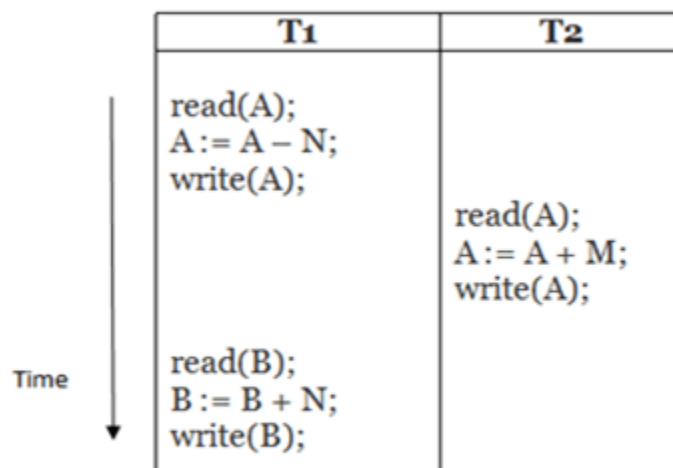 T1 T2
read(A);
A := A – N;
write(A);
read(A);
A := A + M;
write(A);
read(B);
Time
B := B + N;
write(B);